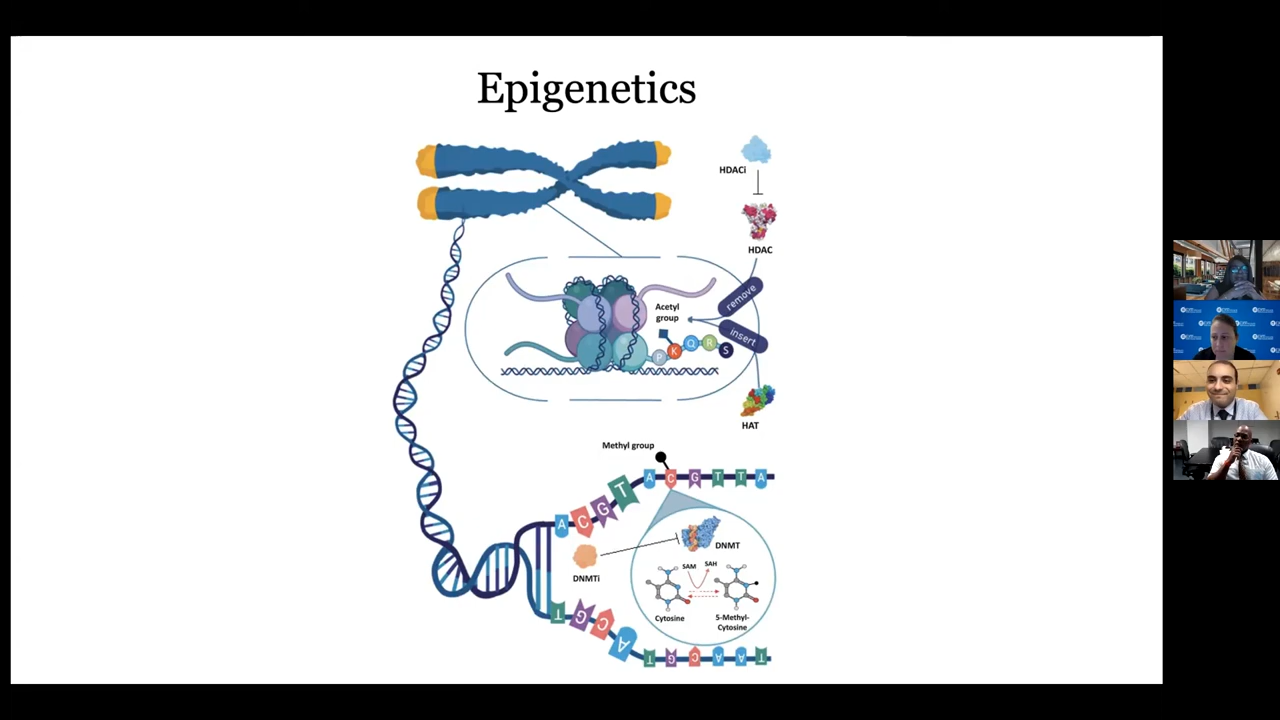 Epigenetics
HDACi
HDAC
remove
Acetyl
group
insert
P K Q R S
HAT
Methyl group
A C G T T A
A C G T
DNMT
DNMTi
SAM SAH
Cytosine
5-Methyl-
Cytosine
T G C A
T G C A A T